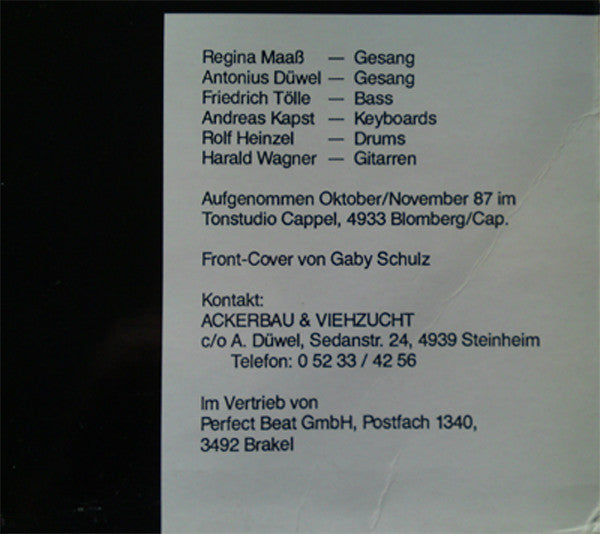 Regina Maaß — Gesang
Antonius Düwel — Gesang
Friedrich Tölle — Bass
Andreas Kapst — Keyboards
Rolf Heinzel — Drums
Harald Wagner — Gitarren
Aufgenommen Oktober/November 87 im
Tonstudio Cappel, 4933 Blomberg/Cap.
Front-Cover von Gaby Schulz
Kontakt:
ACKERBAU & VIEHZUCHT
c/o A. Düwel, Sedanstr. 24, 4939 Steinheim
Telefon: 0 52 33 / 42 56
Im Vertrieb von
Perfect Beat GmbH, Postfach 1340,
3492 Brakel